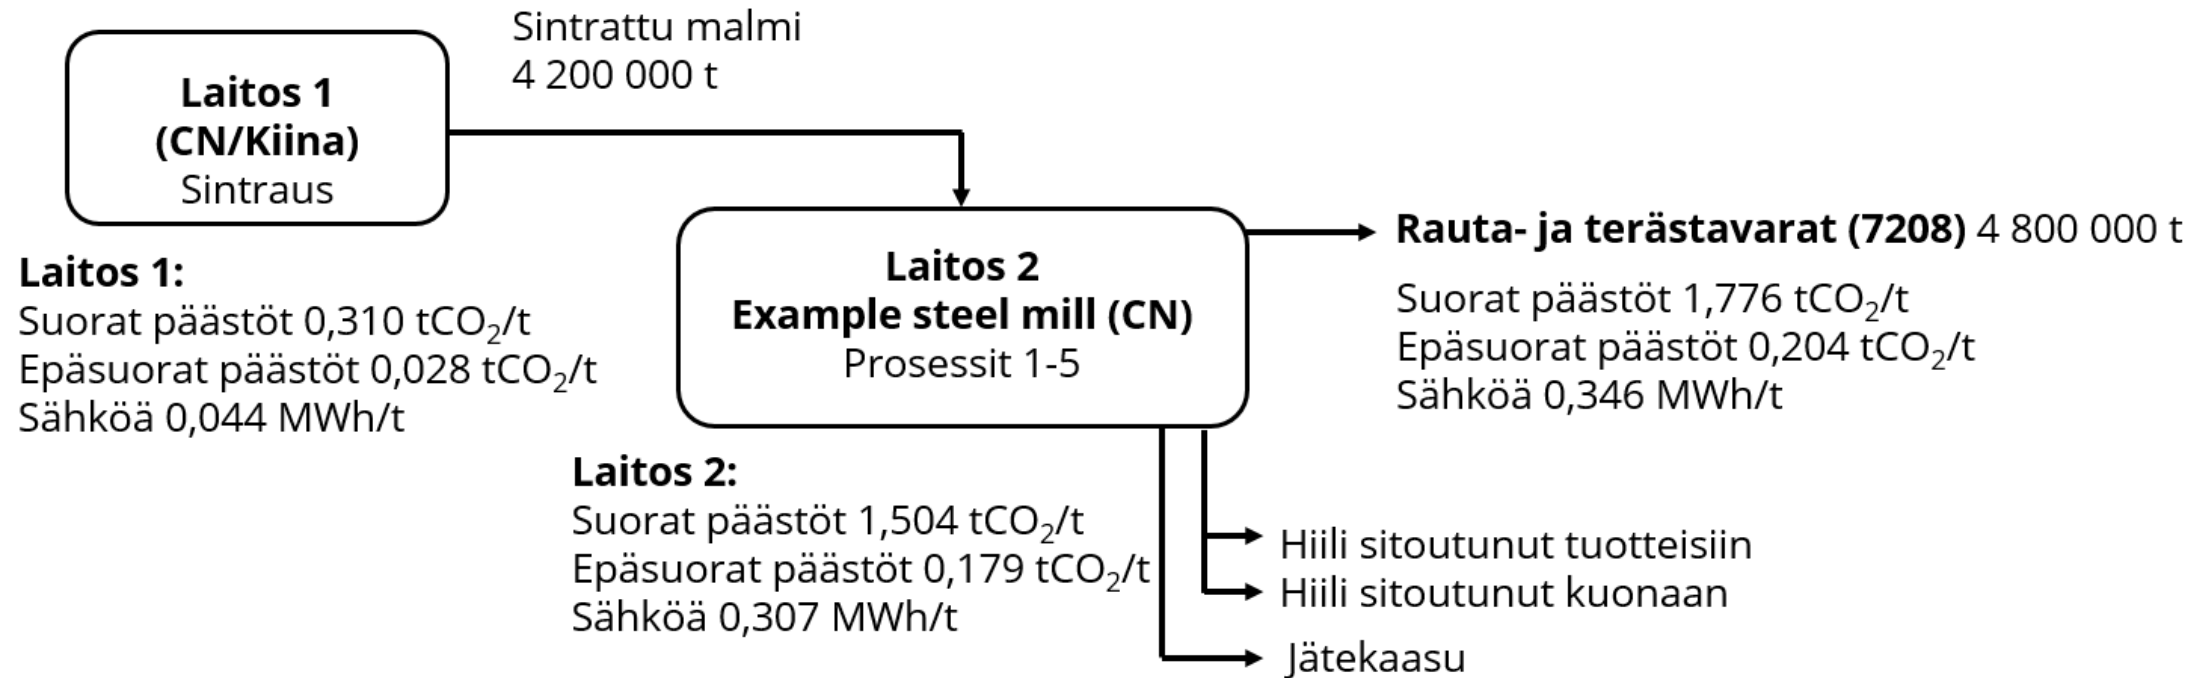 Sintrattu malmi
4 200 000 t
Laitos 1
(CN/Kiina)
Sintraus
Laitos 1:
Suorat päästöt 0,310 tCO₂/t
Epäsuorat päästöt 0,028 tCO₂/t
Sähköä 0,044 MWh/t
Laitos 2
Example steel mill (CN)
Prosessit 1-5
Rauta- ja terästavarat (7208) 4 800 000 t
Suorat päästöt 1,776 tCO₂/t
Epäsuorat päästöt 0,204 tCO₂/t
Sähköä 0,346 MWh/t
Laitos 2:
Suorat päästöt 1,504 tCO₂/t
Epäsuorat päästöt 0,179 tCO₂/t
Sähköä 0,307 MWh/t
Hiili sitoutunut tuotteisiin
Hiili sitoutunut kuonaan
Jätekaasu